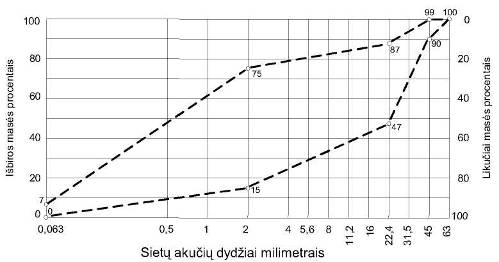 99 100
100 0
90
87
80 20
75
60 40
47
40 60
20 80
15
7
0 0 100
0,063 0,5 1 2 4 5,6 8 11,2 16 22,4 31,5 45 63
Išbiros masės procentais
Likučiai masės procentais
Sietų akučių dydžiai milimetrais